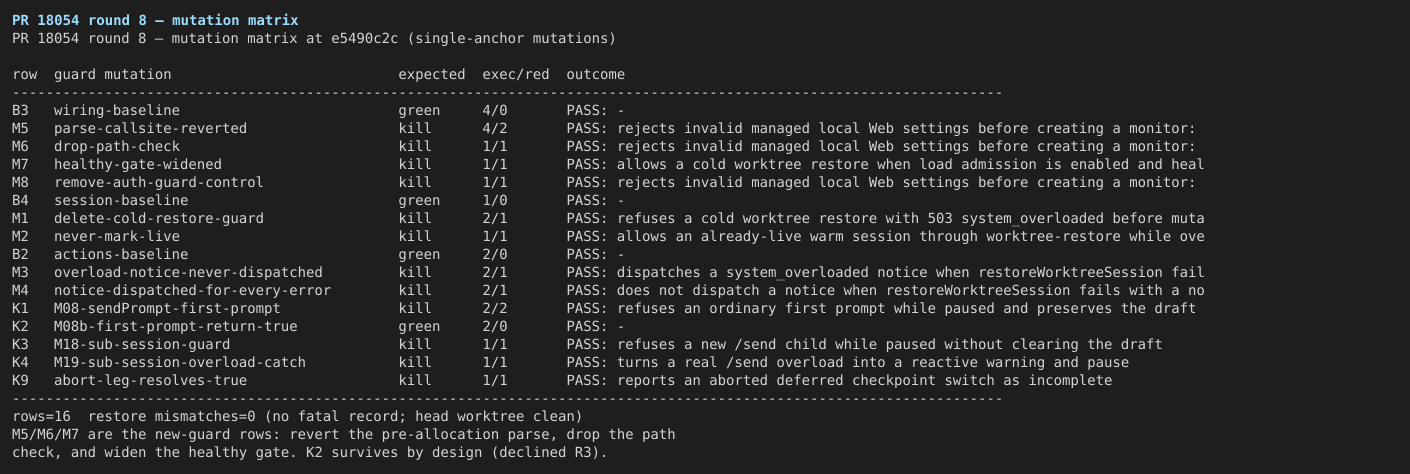 PR 18054 round 8 — mutation matrix
PR 18054 round 8 — mutation matrix at e5490c2c (single-anchor mutations)
row  guard mutation                           expected  exec/red  outcome
----------------------------------------------------------------------------------------------------------------------
B3   wiring-baseline                          green     4/0       PASS: -
M5   parse-callsite-reverted                  kill      4/2       PASS: rejects invalid managed local Web settings before creating a monitor:
M6   drop-path-check                          kill      1/1       PASS: rejects invalid managed local Web settings before creating a monitor:
M7   healthy-gate-widened                     kill      1/1       PASS: allows a cold worktree restore when load admission is enabled and heal
M8   remove-auth-guard-control                kill      1/1       PASS: rejects invalid managed local Web settings before creating a monitor:
B4   session-baseline                         green     1/0       PASS: -
M1   delete-cold-restore-guard                kill      2/1       PASS: refuses a cold worktree restore with 503 system_overloaded before muta
M2   never-mark-live                          kill      1/1       PASS: allows an already-live warm session through worktree-restore while ove
B2   actions-baseline                         green     2/0       PASS: -
M3   overload-notice-never-dispatched         kill      2/1       PASS: dispatches a system_overloaded notice when restoreWorktreeSession fail
M4   notice-dispatched-for-every-error        kill      2/1       PASS: does not dispatch a notice when restoreWorktreeSession fails with a no
K1   M08-sendPrompt-first-prompt              kill      2/2       PASS: refuses an ordinary first prompt while paused and preserves the draft
K2   M08b-first-prompt-return-true            green     2/0       PASS: -
K3   M18-sub-session-guard                    kill      1/1       PASS: refuses a new /send child while paused without clearing the draft
K4   M19-sub-session-overload-catch           kill      1/1       PASS: turns a real /send overload into a reactive warning and pause
K9   abort-leg-resolves-true                  kill      1/1       PASS: reports an aborted deferred checkpoint switch as incomplete
----------------------------------------------------------------------------------------------------------------------
rows=16  restore mismatches=0 (no fatal record; head worktree clean)
M5/M6/M7 are the new-guard rows: revert the pre-allocation parse, drop the path
check, and widen the healthy gate. K2 survives by design (declined R3).